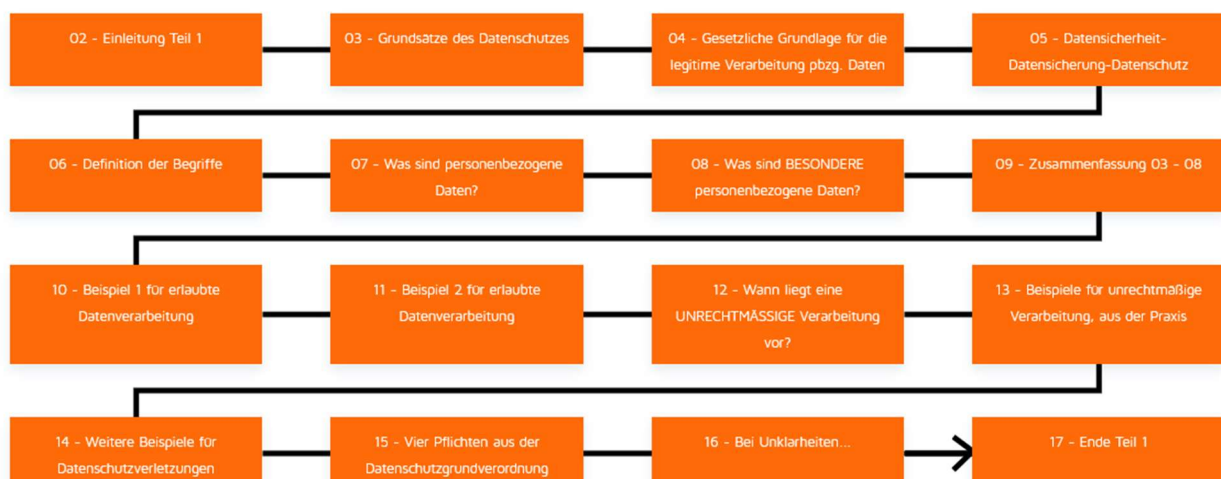 02 - Einleitung Teil 1
03 - Grundsätze des Datenschutzes
04 - Gesetzliche Grundlage für die
legitime Verarbeitung pbzg. Daten
05 - Datensicherheit-
Datensicherung-Datenschutz
06 - Definition der Begriffe
07 - Was sind personenbezogene
Daten?
08 - Was sind BESONDERE
personenbezogene Daten?
09 - Zusammenfassung 03 - 08
10 - Beispiel 1 für erlaubte
Datenverarbeitung
11 - Beispiel 2 für erlaubte
Datenverarbeitung
12 - Wann liegt eine
UNRECHTMÄSSIGE Verarbeitung
vor?
13 - Beispiele für unrechtmäßige
Verarbeitung, aus der Praxis
14 - Weitere Beispiele für
Datenschutzverletzungen
15 - Vier Pflichten aus der
Datenschutzgrundverordnung
16 - Bei Unklarheiten...
17 - Ende Teil 1